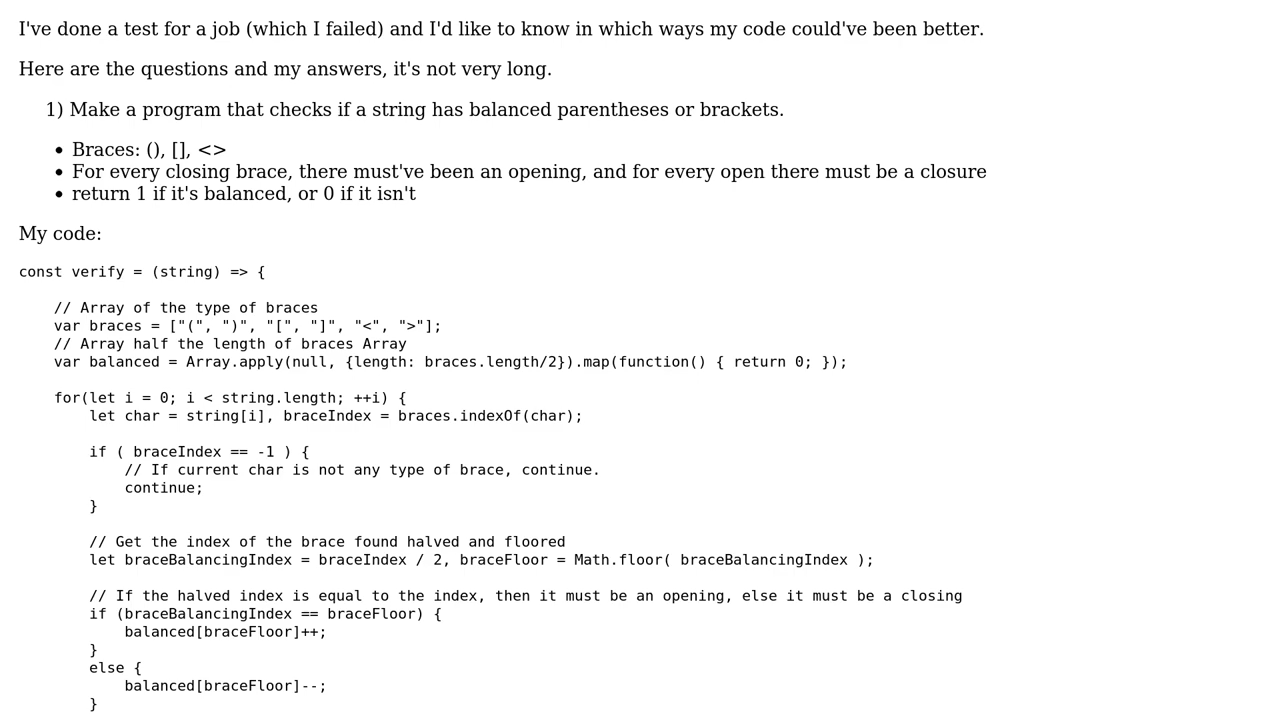 I've done a test for a job (which I failed) and I'd like to know in which ways my code could've been better.
Here are the questions and my answers, it's not very long.
1) Make a program that checks if a string has balanced parentheses or brackets.
• Braces: (), [], <>
• For every closing brace, there must've been an opening, and for every open there must be a closure
• return 1 if it's balanced, or 0 if it isn't
My code:
const verify = (string) => {
    // Array of the type of braces
    var braces = ["(", ")", "[", "]", "<", ">"];
    // Array half the length of braces Array
    var balanced = Array.apply(null, {length: braces.length/2}).map(function() { return 0; });
    for(let i = 0; i < string.length; ++i) {
        let char = string[i], braceIndex = braces.indexOf(char);
        if ( braceIndex == -1 ) {
            // If current char is not any type of brace, continue.
            continue;
        }
        // Get the index of the brace found halved and floored
        let braceBalancingIndex = braceIndex / 2, braceFloor = Math.floor( braceBalancingIndex );
        // If the halved index is equal to the index, then it must be an opening, else it must be a closing
        if (braceBalancingIndex == braceFloor) {
            balanced[braceFloor]++;
        }
        else {
            balanced[braceFloor]--;
        }